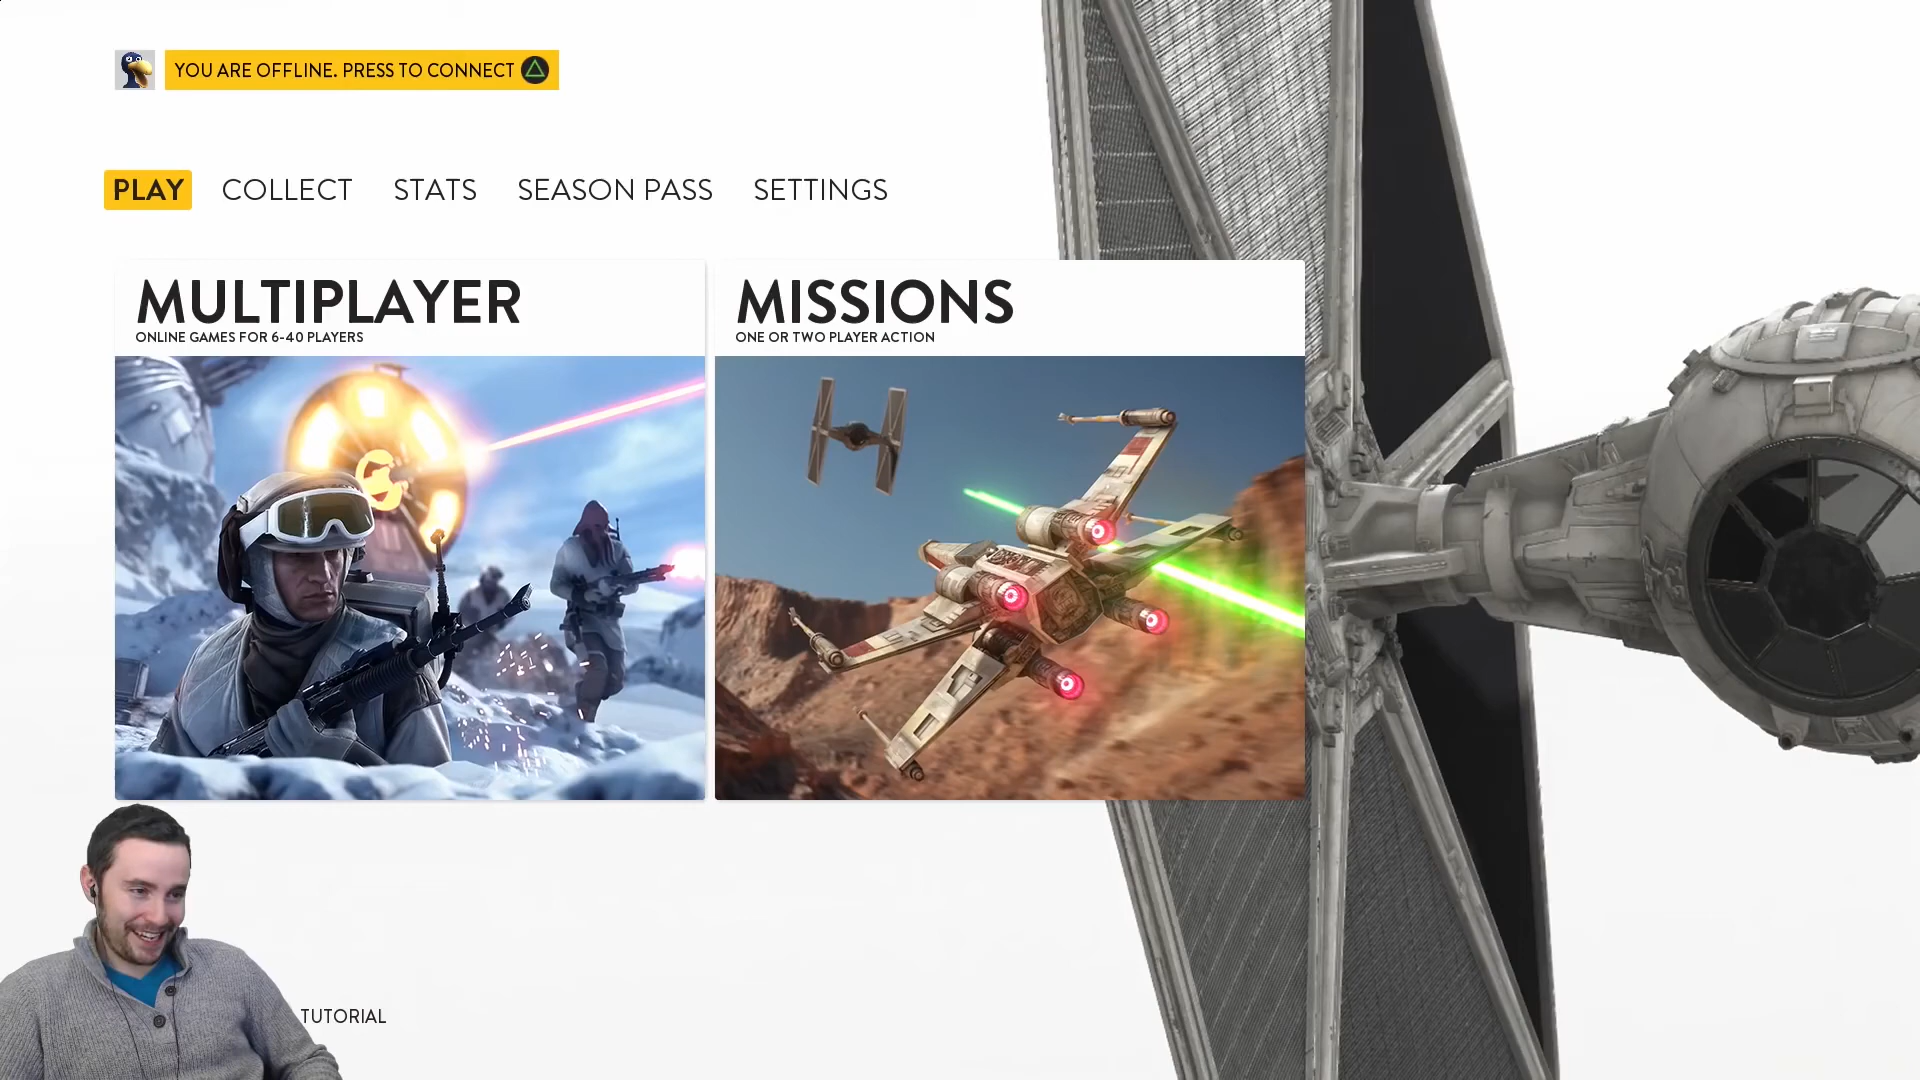 YOU ARE OFFLINE. PRESS TO CONNECT
PLAY COLLECT STATS SEASON PASS SETTINGS
MULTIPLAYER
ONLINE GAMES FOR 6-40 PLAYERS
MISSIONS
ONE OR TWO PLAYER ACTION
TUTORIAL